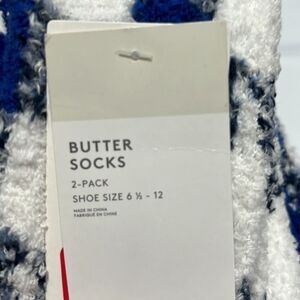 BUTTER
SOCKS
2-PACK
SHOE SIZE 6 ½ - 12
MADE IN CHINA
FABRIQUÉ EN CHINE